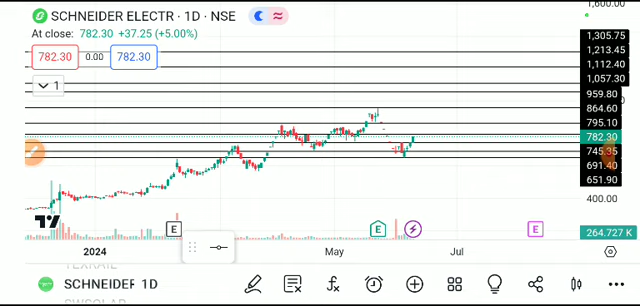 SCHNEIDER ELECTR · 1D · NSE
At close: 782.30 +37.25 (+5.00%)
782.30 0.00 782.30
1
1,600.00
1,305.75
1,213.45
1,112.40
1,057.30
959.80
864.60
795.10
782.30
745.35
691.40
651.90
400.00
264.727 K
E E E
TV
2024 May Jul
SCHNEIDER 1D